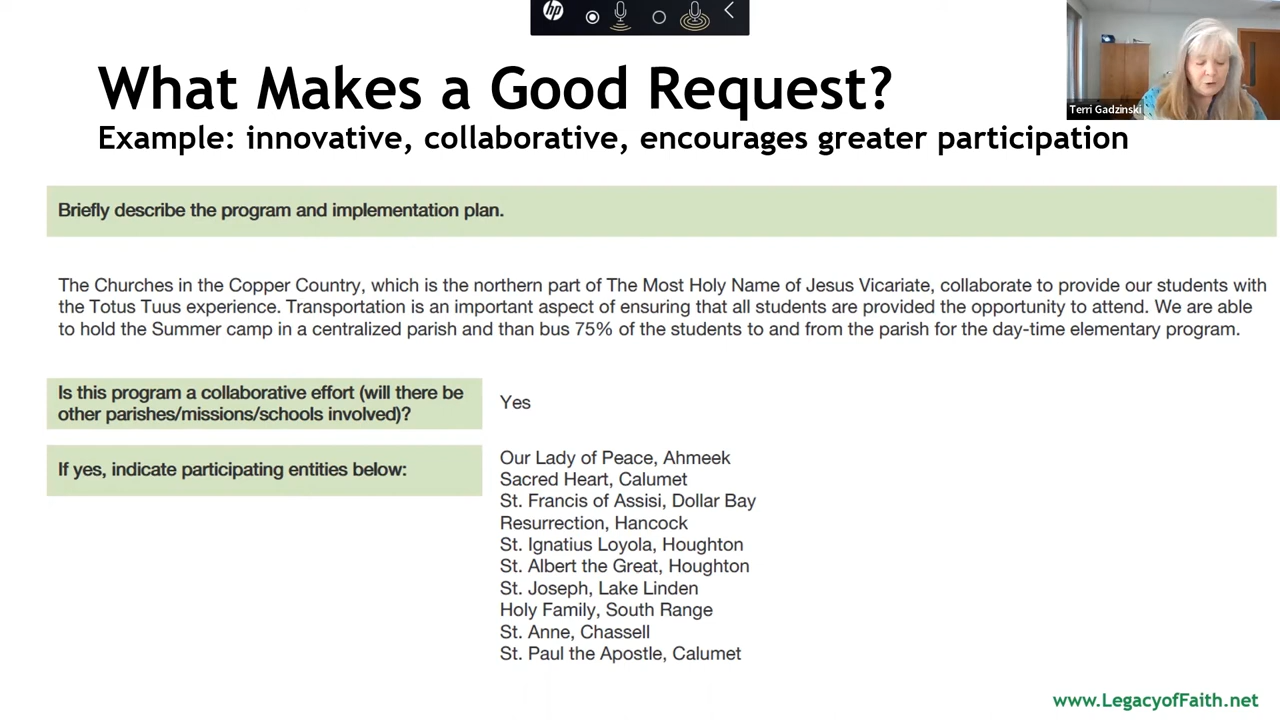 hp
Terri Gadzinski
What Makes a Good Request?
Example: innovative, collaborative, encourages greater participation
Briefly describe the program and implementation plan.
The Churches in the Copper Country, which is the northern part of The Most Holy Name of Jesus Vicariate, collaborate to provide our students with
the Totus Tuus experience. Transportation is an important aspect of ensuring that all students are provided the opportunity to attend. We are able
to hold the Summer camp in a centralized parish and than bus 75% of the students to and from the parish for the day-time elementary program.
Is this program a collaborative effort (will there be
other parishes/missions/schools involved)?
Yes
If yes, indicate participating entities below:
Our Lady of Peace, Ahmeek
Sacred Heart, Calumet
St. Francis of Assisi, Dollar Bay
Resurrection, Hancock
St. Ignatius Loyola, Houghton
St. Albert the Great, Houghton
St. Joseph, Lake Linden
Holy Family, South Range
St. Anne, Chassell
St. Paul the Apostle, Calumet
www.LegacyofFaith.net